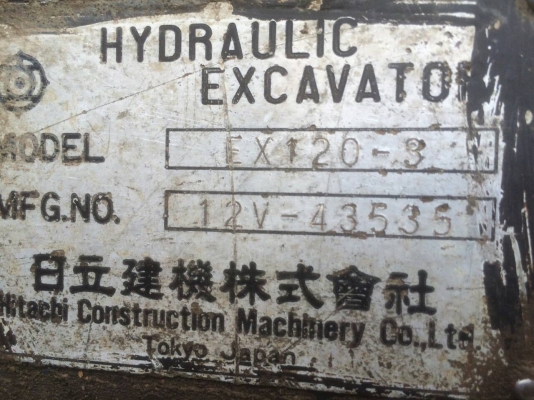 HYDRAULIC
EXCAVATOR
MODEL EX120-3
MFG.NO. 12V-43535
日立建機株式會社
Hitachi Construction Machinery Co.,Ltd.
Tokyo Japan